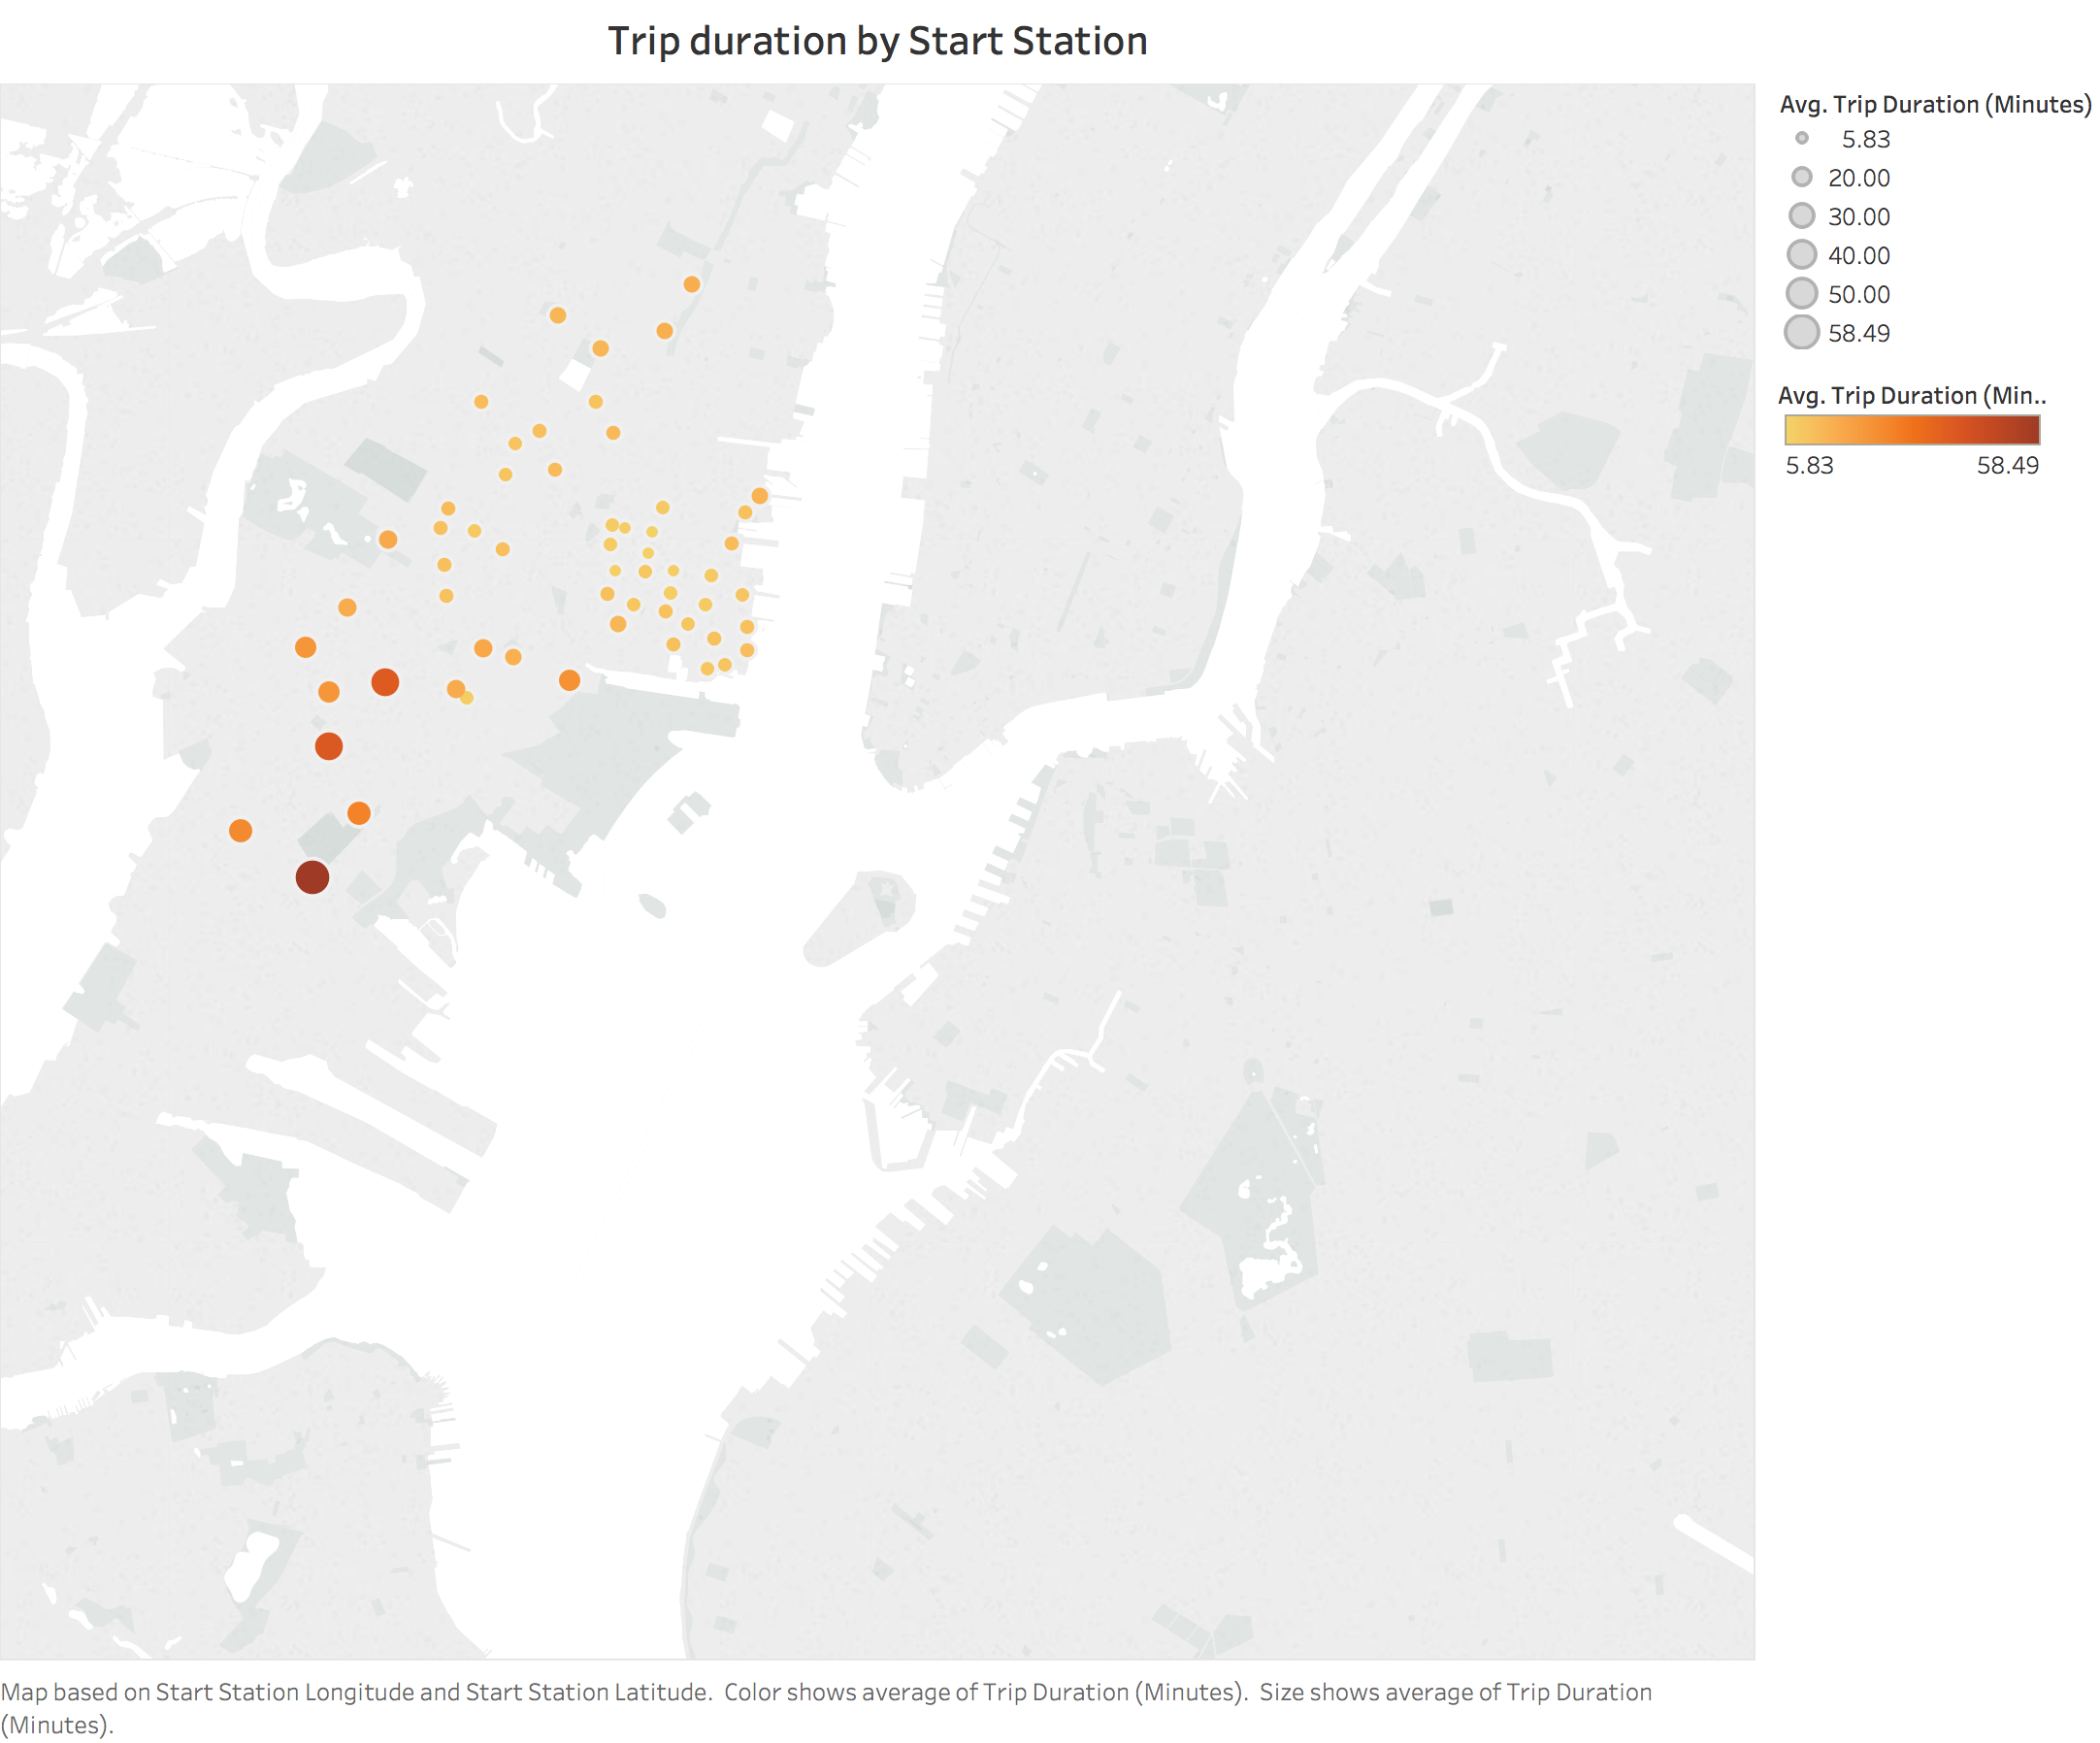 Trip duration by Start Station
Avg. Trip Duration (Minutes)
5.83
20.00
30.00
40.00
50.00
58.49
Avg. Trip Duration (Min..
5.83 58.49
Map based on Start Station Longitude and Start Station Latitude.  Color shows average of Trip Duration (Minutes).  Size shows average of Trip Duration
(Minutes).